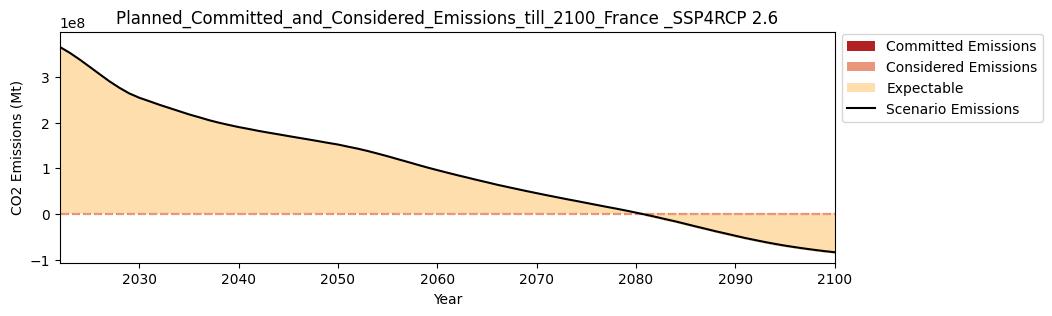 Planned_Committed_and_Considered_Emissions_till_2100_France _SSP4RCP 2.6
1e8
3
2
1
0
−1
CO2 Emissions (Mt)
2030 2040 2050 2060 2070 2080 2090 2100
Year
Committed Emissions
Considered Emissions
Expectable
Scenario Emissions